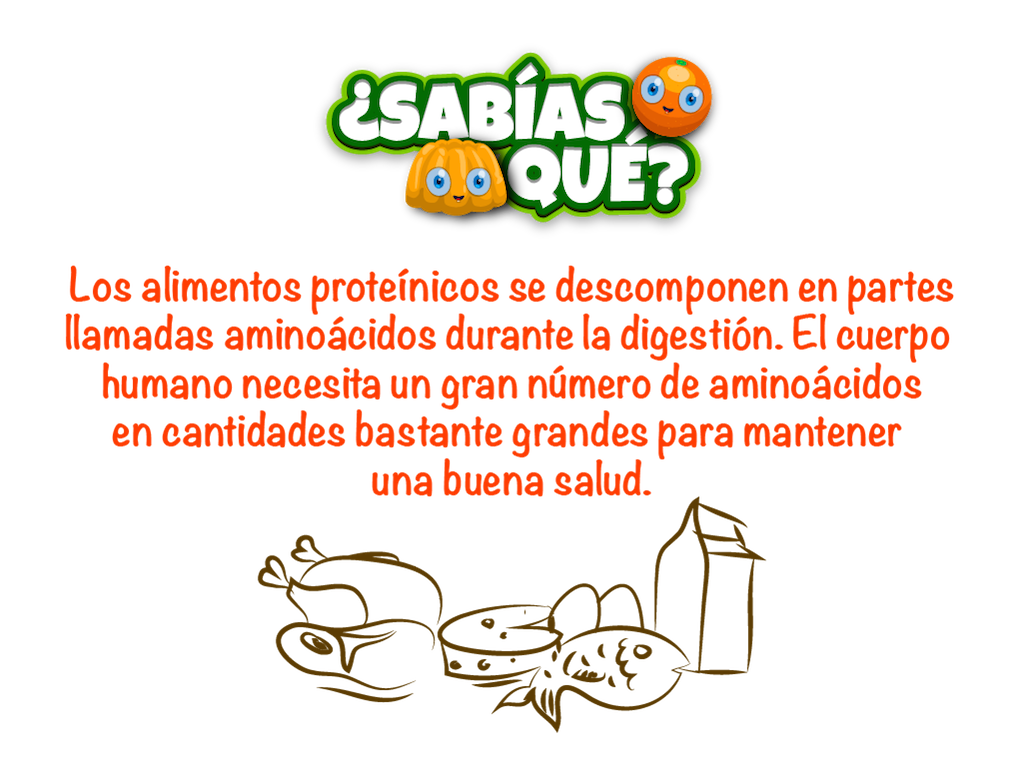 ¿SABÍAS
QUÉ?
Los alimentos proteínicos se descomponen en partes
llamadas aminoácidos durante la digestión. El cuerpo
humano necesita un gran número de aminoácidos
en cantidades bastante grandes para mantener
una buena salud.